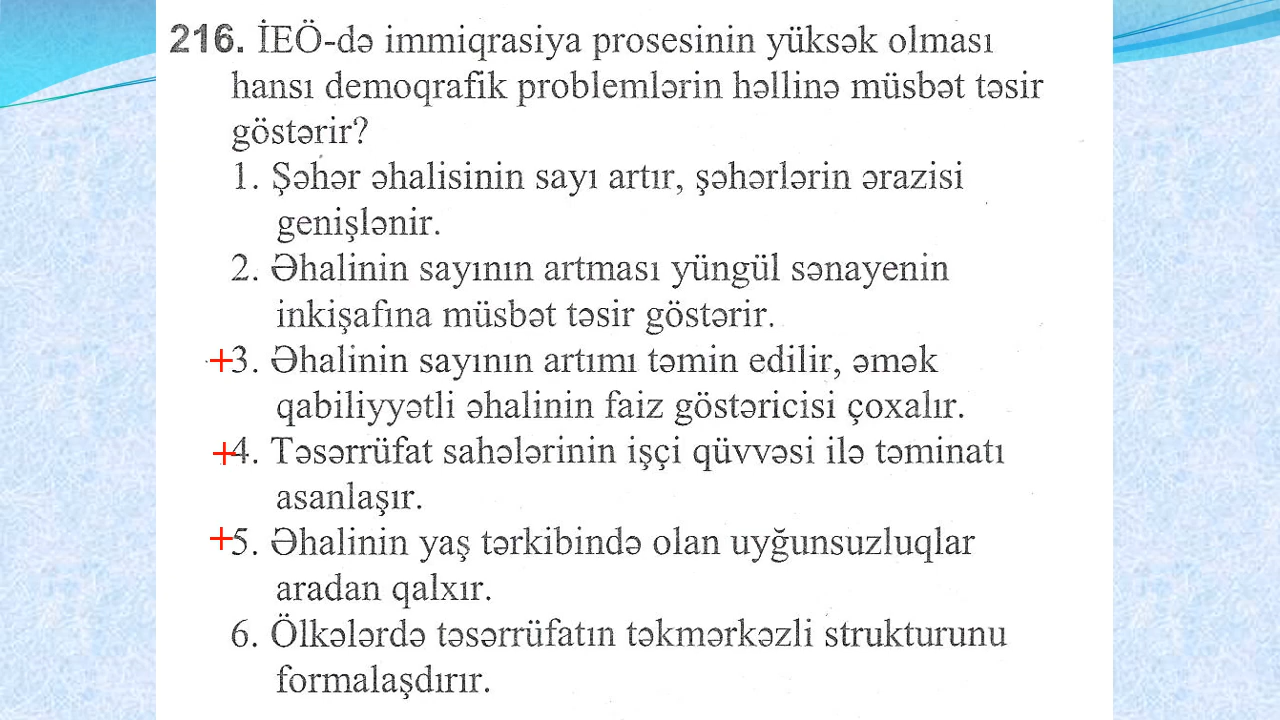 216. İEÖ-də immiqrasiya prosesinin yüksək olması
hansı demoqrafik problemlərin həllinə müsbət təsir
göstərir?
1. Şəhər əhalisinin sayı artır, şəhərlərin ərazisi
genişlənir.
2. Əhalinin sayının artması yüngül sənayenin
inkişafına müsbət təsir göstərir.
+3. Əhalinin sayının artımı təmin edilir, əmək
qabiliyyətli əhalinin faiz göstəricisi çoxalır.
+4. Təsərrüfat sahələrinin işçi qüvvəsi ilə təminatı
asanlaşır.
+5. Əhalinin yaş tərkibində olan uyğunsuzluqlar
aradan qalxır.
6. Ölkələrdə təsərrüfatın təkmərkəzli strukturunu
formalaşdırır.